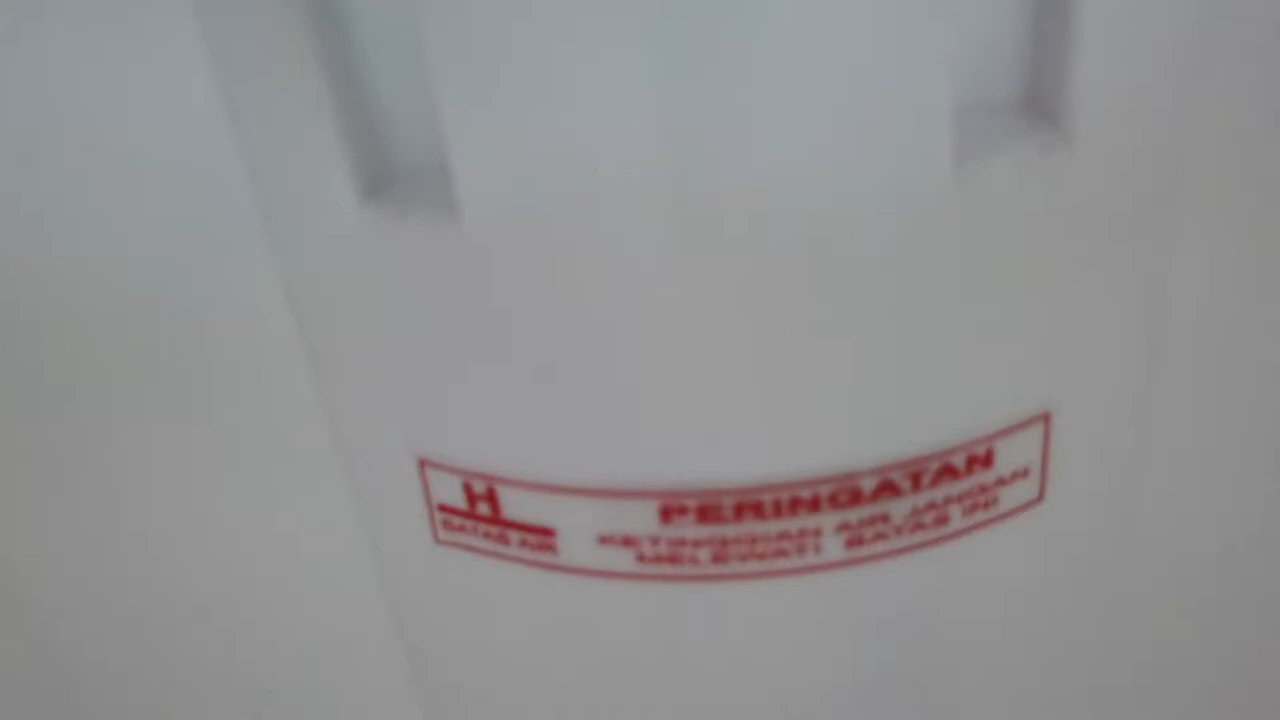 H
BATAS AIR
PERINGATAN
KETINGGIAN AIR JANGAN
MELEWATI BATAS INI